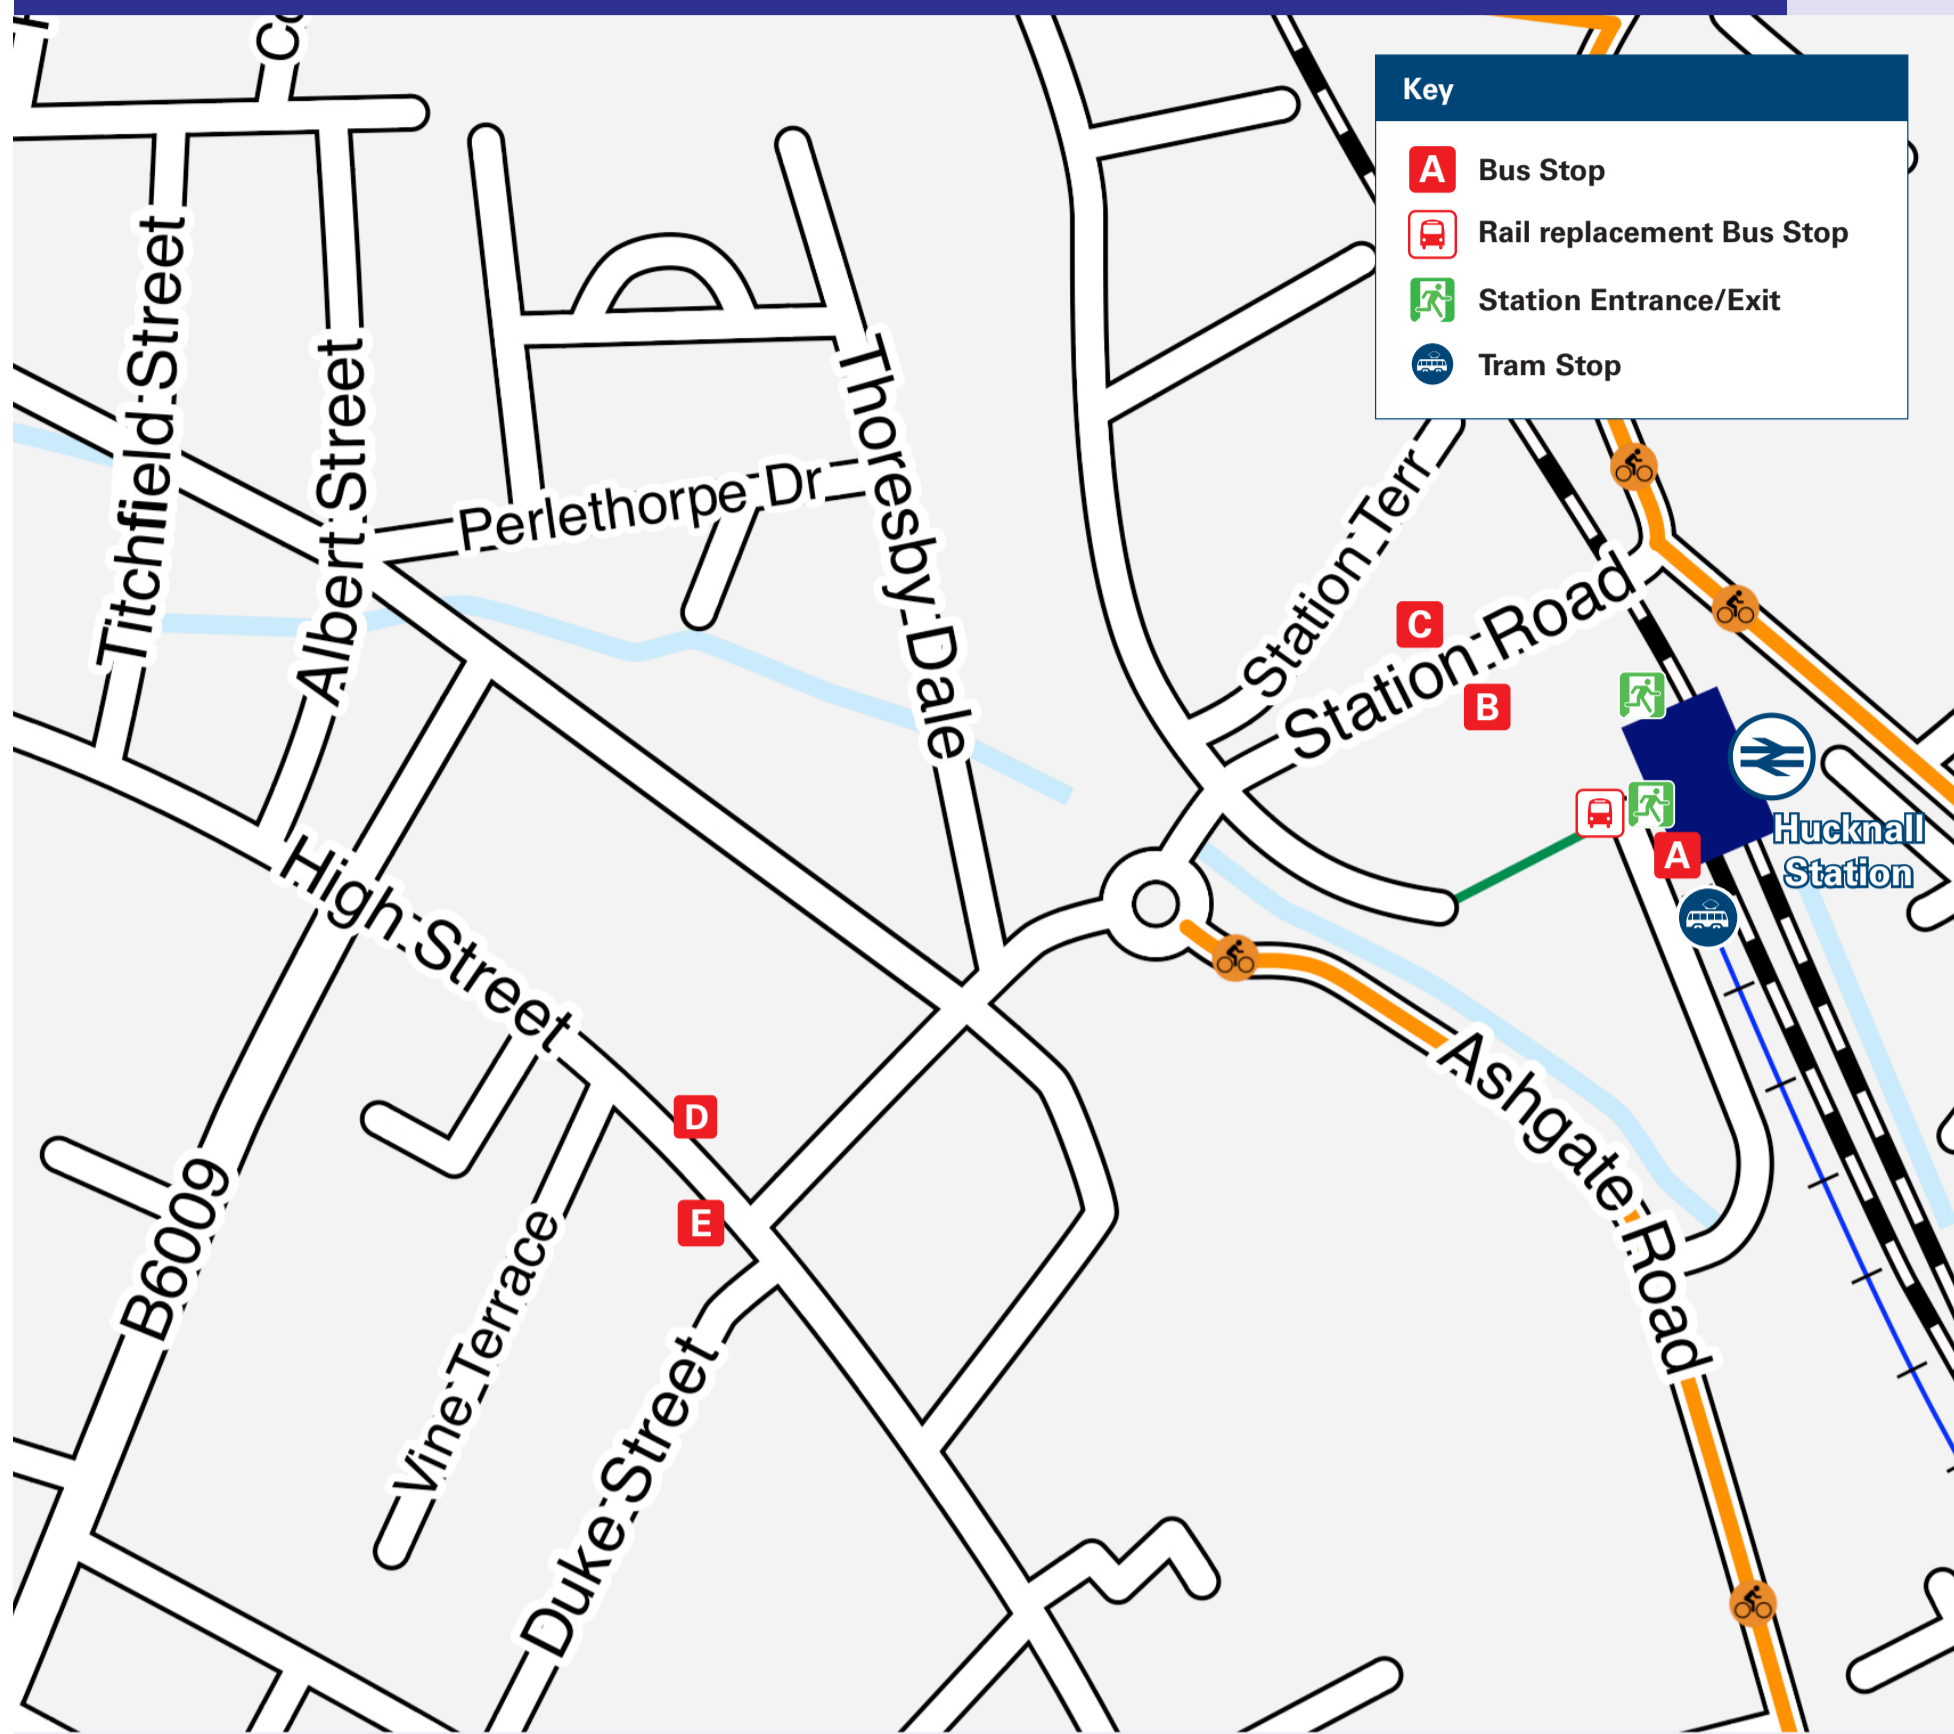 Key
A Bus Stop
Rail replacement Bus Stop
Station Entrance/Exit
Tram Stop
Titchfield Street
Albert Street
Perlethorpe Dr
Thoresby Dale
Station Terr
Station Road
C
B
A
Hucknall
Station
High Street
D
E
Ashgate Road
B6009
Vine Terrace
Duke Street